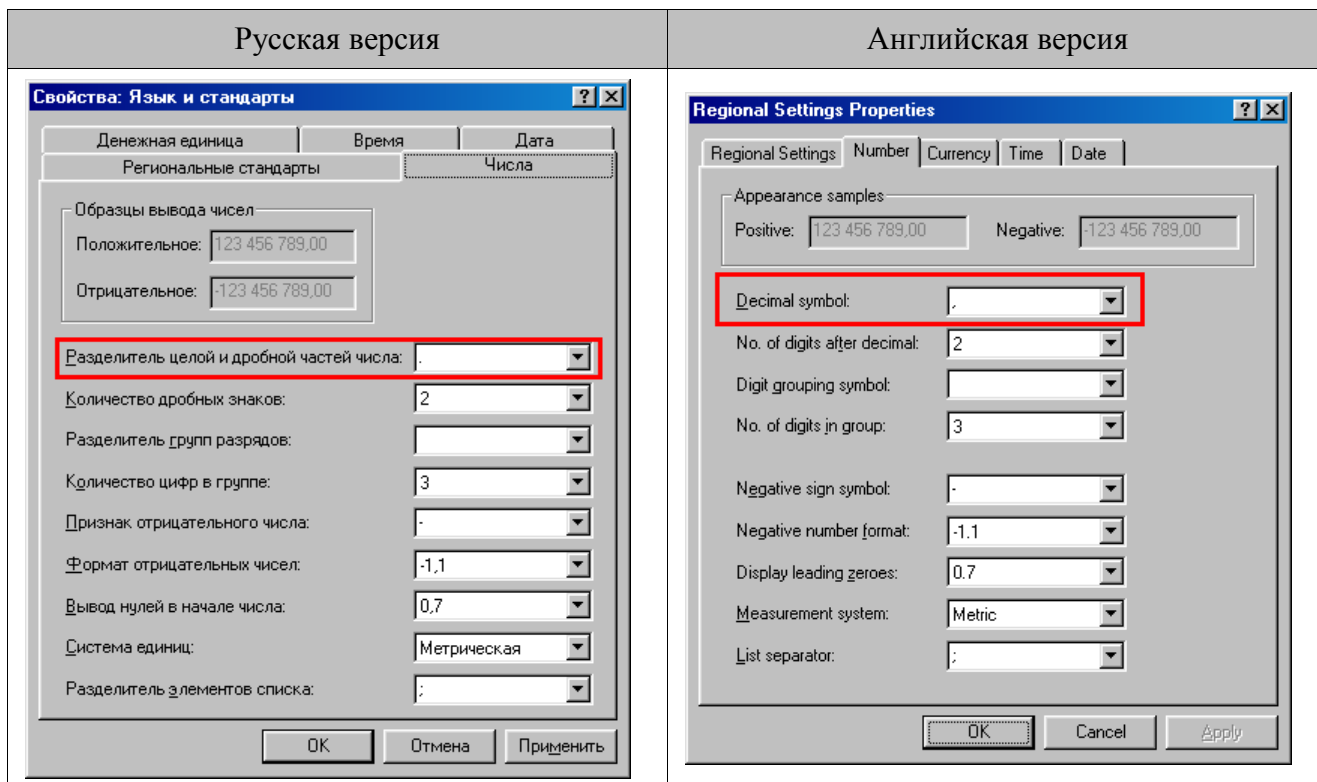 Русская версия
Английская версия
Свойства: Язык и стандарты
Денежная единица Время Дата
Региональные стандарты Числа
Образцы вывода чисел
Положительное: 123 456 789,00
Отрицательное: -123 456 789,00
Разделитель целой и дробной частей числа: .
Количество дробных знаков: 2
Разделитель групп разрядов:
Количество цифр в группе: 3
Признак отрицательного числа: -
Формат отрицательных чисел: -1,1
Вывод нулей в начале числа: 0,7
Система единиц: Метрическая
Разделитель элементов списка: ;
OK Отмена Применить
Regional Settings Properties
Regional Settings Number Currency Time Date
Appearance samples
Positive: 123 456 789,00 Negative: -123 456 789,00
Decimal symbol: ,
No. of digits after decimal: 2
Digit grouping symbol:
No. of digits in group: 3
Negative sign symbol: -
Negative number format: -1.1
Display leading zeroes: 0.7
Measurement system: Metric
List separator: ;
OK Cancel Apply